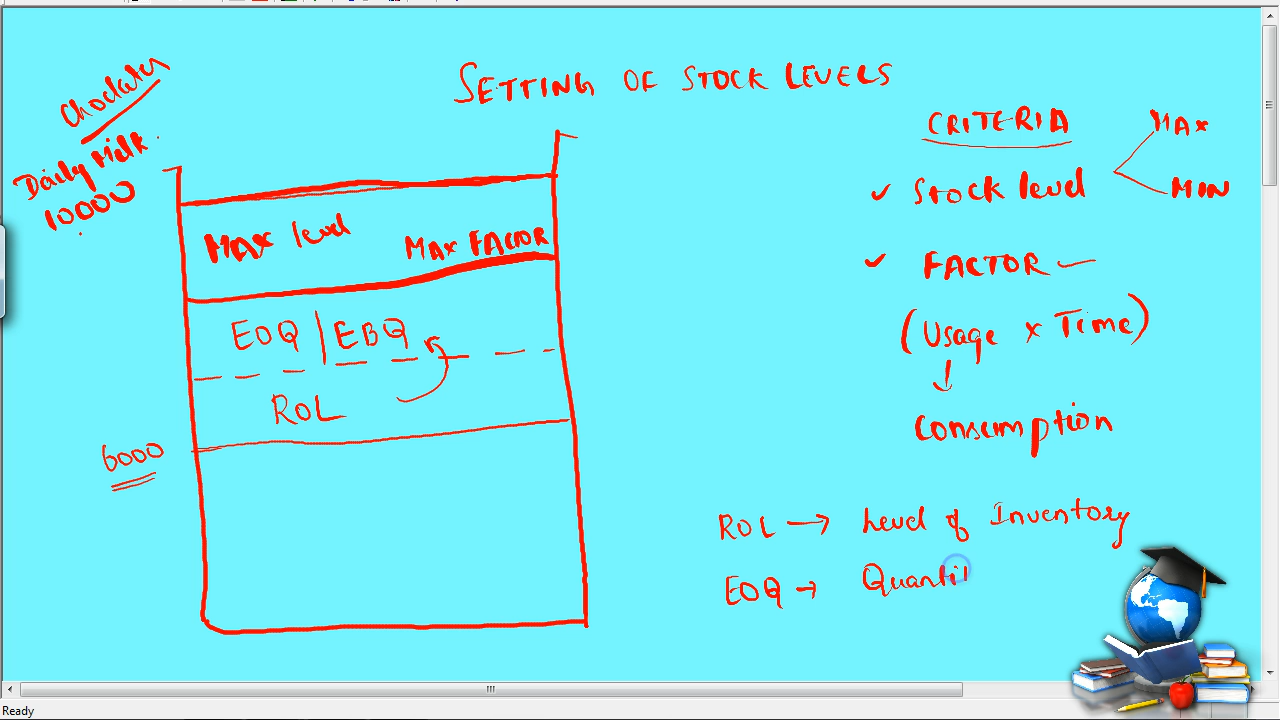 SETTING OF STOCK LEVELS
Choclates
Daily Milk
10000
MAX level
MAX FACTOR
EOQ | EBQ
ROL
6000
CRITERIA
✓ Stock level
MAX
MIN
✓ FACTOR
(Usage x Time)
Consumption
ROL → Level of Inventory
EOQ → Quanti
Ready